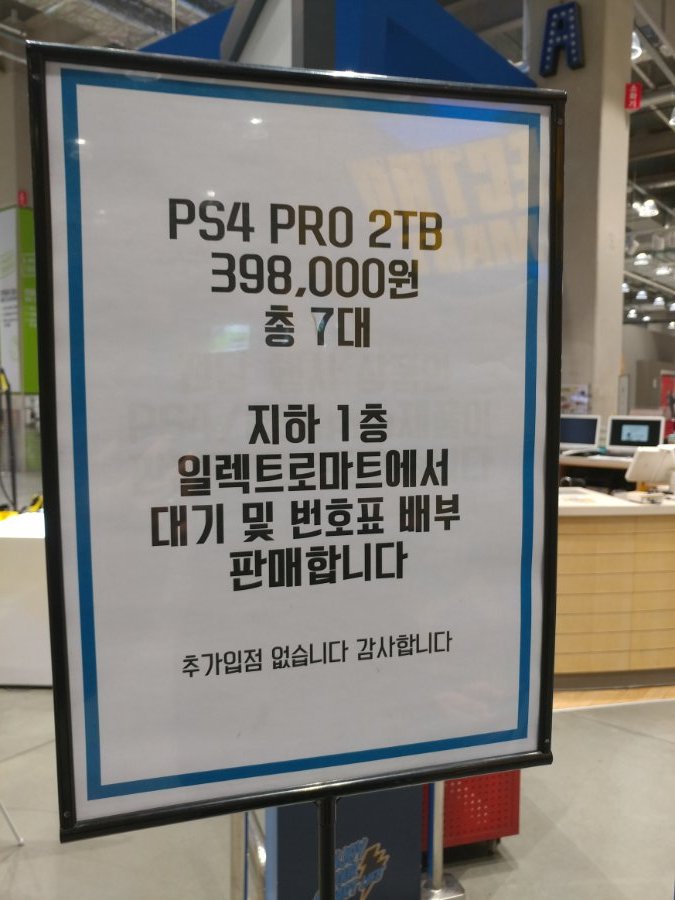 PS4 PRO 2TB
398,000원
총 7대
지하 1층
일렉트로마트에서
대기 및 번호표 배부
판매합니다
추가입점 없습니다 감사합니다
A